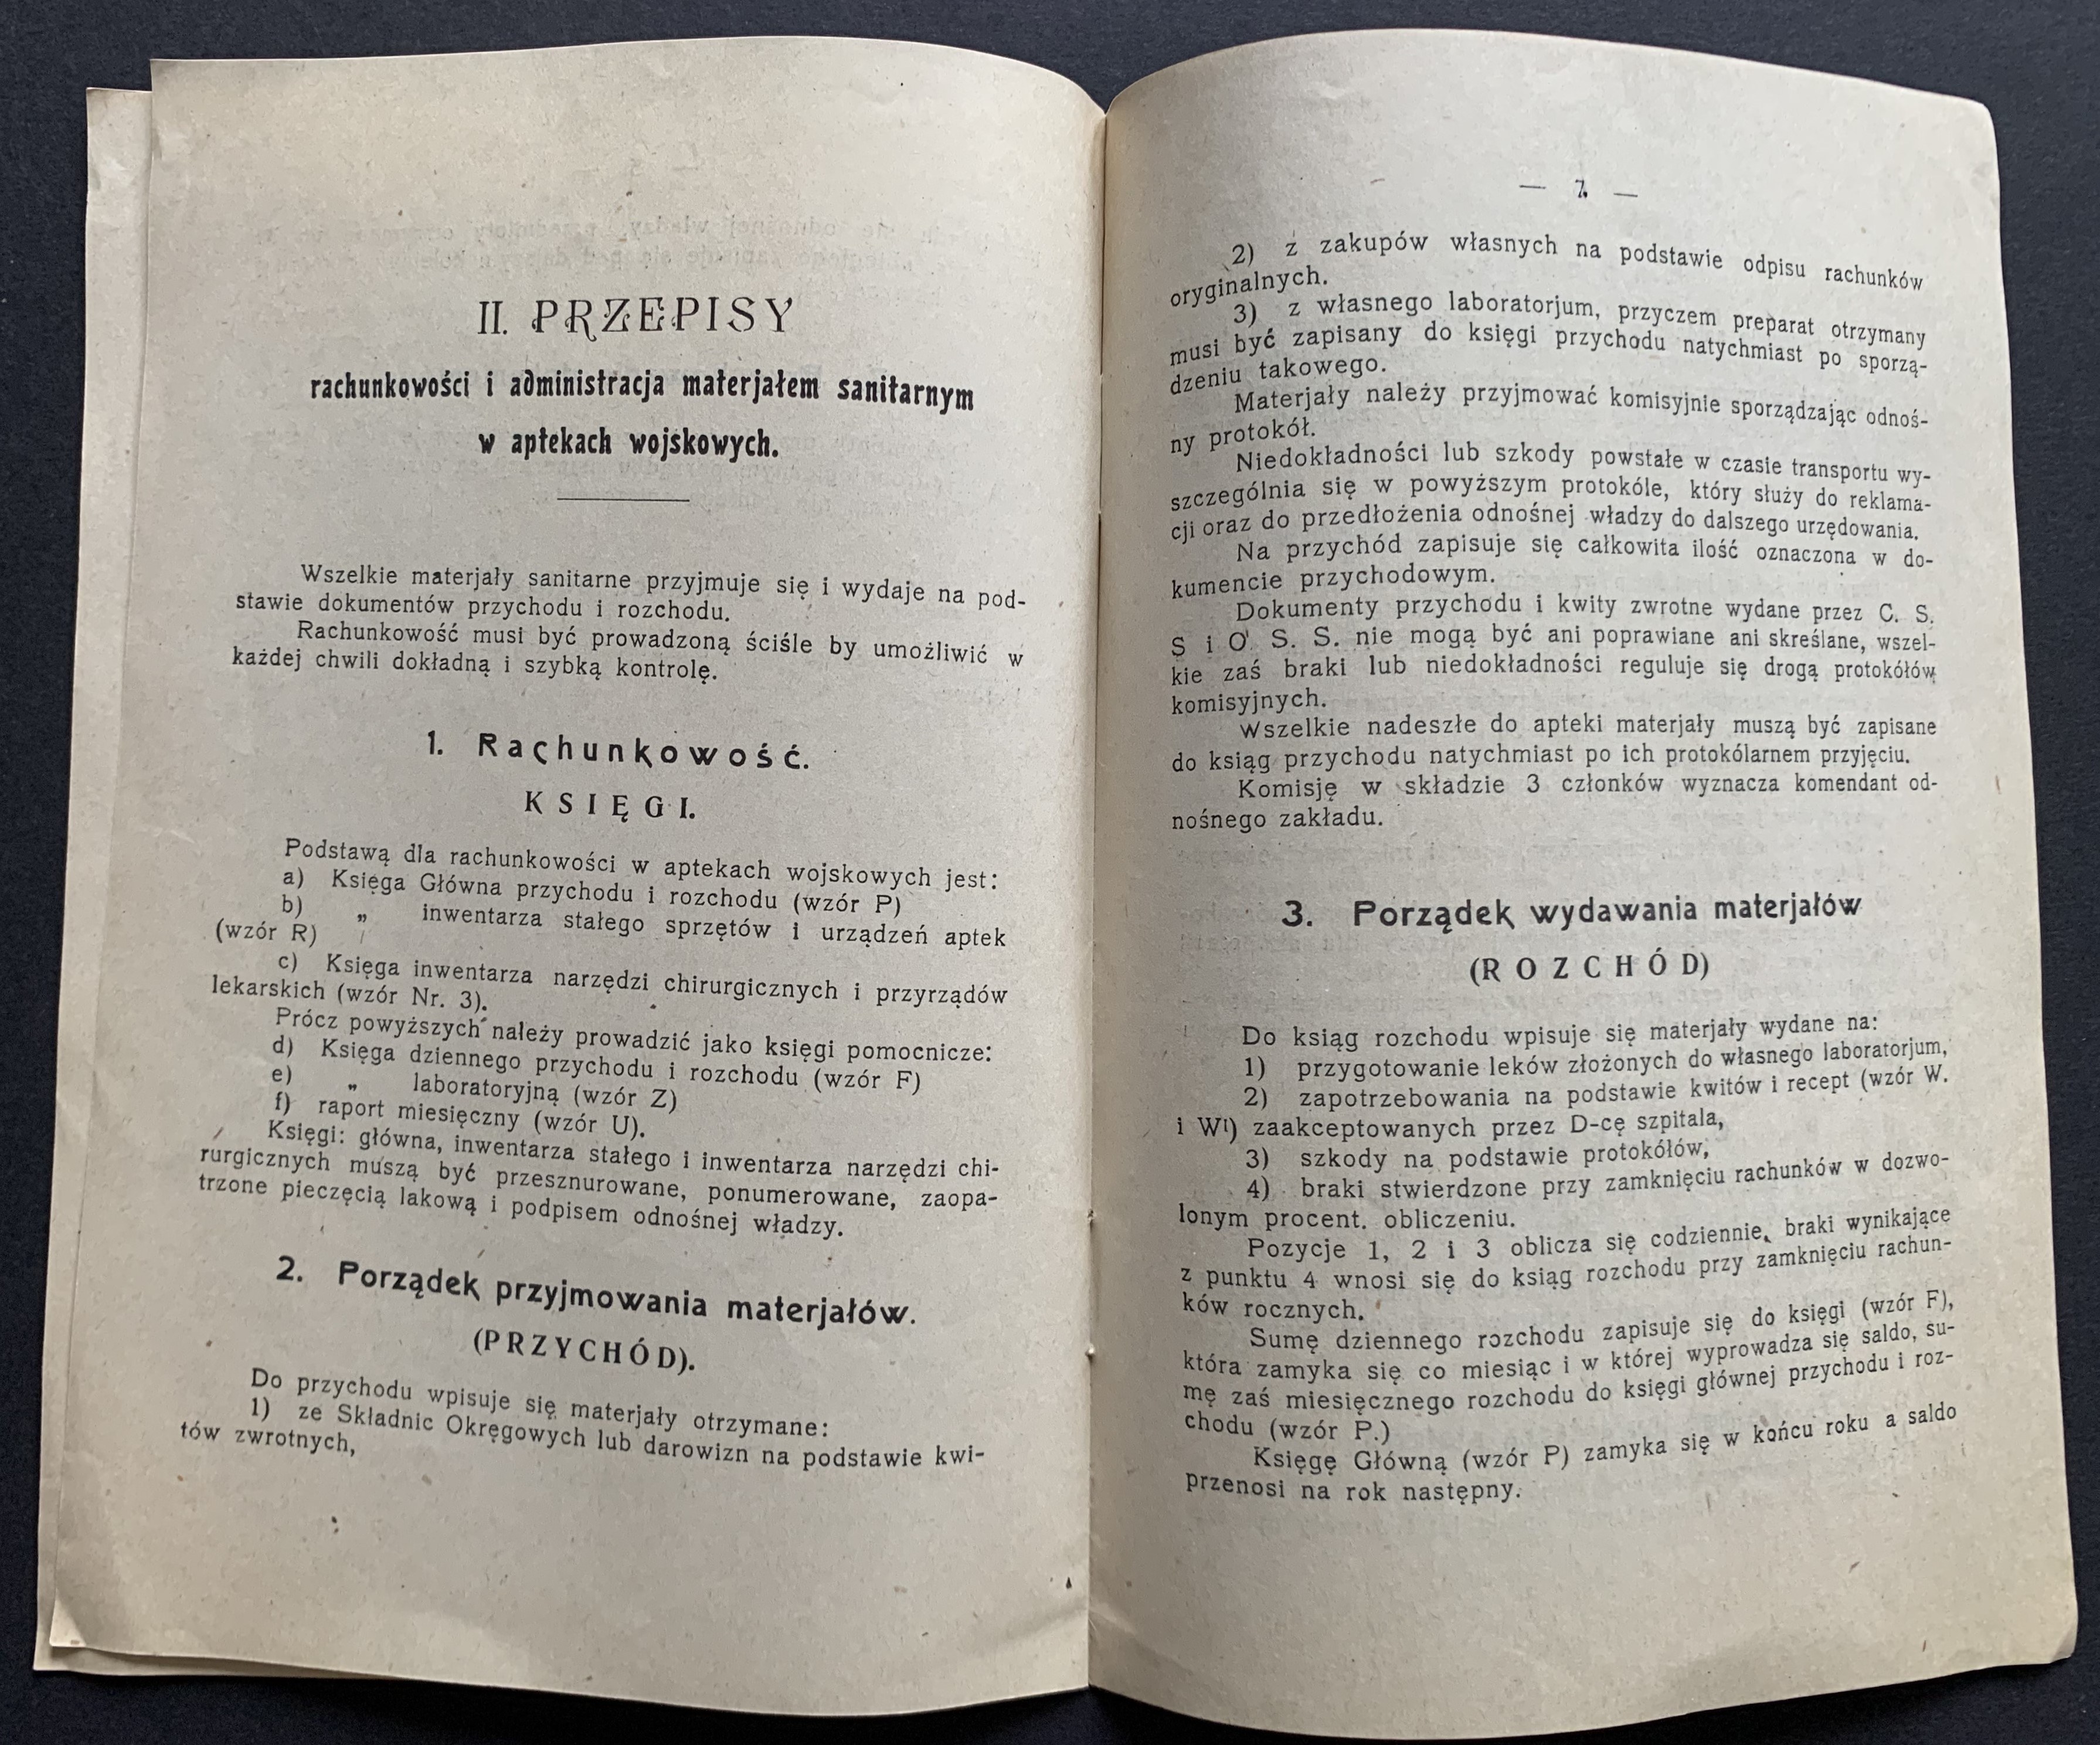 II. PRZEPISY
rachunkowości i administracja materjałem sanitarnym
w aptekach wojskowych.
Wszelkie materjały sanitarne przyjmuje się i wydaje na pod-
stawie dokumentów przychodu i rozchodu.
Rachunkowość musi być prowadzoną ściśle by umożliwić w
każdej chwili dokładną i szybką kontrolę.
1. Rachunkowość.
KSIĘGI.
Podstawą dla rachunkowości w aptekach wojskowych jest:
a) Księga Główna przychodu i rozchodu (wzór P)
b) „ inwentarza stałego sprzętów i urządzeń aptek
(wzór R)
c) Księga inwentarza narzędzi chirurgicznych i przyrządów
lekarskich (wzór Nr. 3).
Prócz powyższych należy prowadzić jako księgi pomocnicze:
d) Księga dziennego przychodu i rozchodu (wzór F)
e) „ laboratoryjną (wzór Z)
f) raport miesięczny (wzór U).
Księgi: główna, inwentarza stałego i inwentarza narzędzi chi-
rurgicznych muszą być przesznurowane, ponumerowane, zaopa-
trzone pieczęcią lakową i podpisem odnośnej władzy.
2. Porządek przyjmowania materjałów.
(PRZYCHÓD).
Do przychodu wpisuje się materjały otrzymane:
1) ze Składnic Okręgowych lub darowizn na podstawie kwi-
tów zwrotnych,
— 7. —
2) z zakupów własnych na podstawie odpisu rachunków
oryginalnych.
3) z własnego laboratorjum, przyczem preparat otrzymany
musi być zapisany do księgi przychodu natychmiast po sporzą-
dzeniu takowego.
Materjały należy przyjmować komisyjnie sporządzając odnoś-
ny protokół.
Niedokładności lub szkody powstałe w czasie transportu wy-
szczególnia się w powyższym protokóle, który służy do reklama-
cji oraz do przedłożenia odnośnej władzy do dalszego urzędowania.
Na przychód zapisuje się całkowita ilość oznaczona w do-
kumencie przychodowym.
Dokumenty przychodu i kwity zwrotne wydane przez C. S.
S i O. S. S. nie mogą być ani poprawiane ani skreślane, wszel-
kie zaś braki lub niedokładności reguluje się drogą protokółów
komisyjnych.
Wszelkie nadeszłe do apteki materjały muszą być zapisane
do ksiąg przychodu natychmiast po ich protokólarnem przyjęciu.
Komisję w składzie 3 członków wyznacza komendant od-
nośnego zakładu.
3. Porządek wydawania materjałów
(ROZCHÓD)
Do ksiąg rozchodu wpisuje się materjały wydane na:
1) przygotowanie leków złożonych do własnego laboratorjum,
2) zapotrzebowania na podstawie kwitów i recept (wzór W.
i W¹) zaakceptowanych przez D-cę szpitala,
3) szkody na podstawie protokółów,
4) braki stwierdzone przy zamknięciu rachunków w dozwo-
lonym procent. obliczeniu.
Pozycje 1, 2 i 3 oblicza się codziennie, braki wynikające
z punktu 4 wnosi się do ksiąg rozchodu przy zamknięciu rachun-
ków rocznych.
Sumę dziennego rozchodu zapisuje się do księgi (wzór F),
która zamyka się co miesiąc i w której wyprowadza się saldo, su-
mę zaś miesięcznego rozchodu do księgi głównej przychodu i roz-
chodu (wzór P.)
Księgę Główną (wzór P) zamyka się w końcu roku a saldo
przenosi na rok następny.